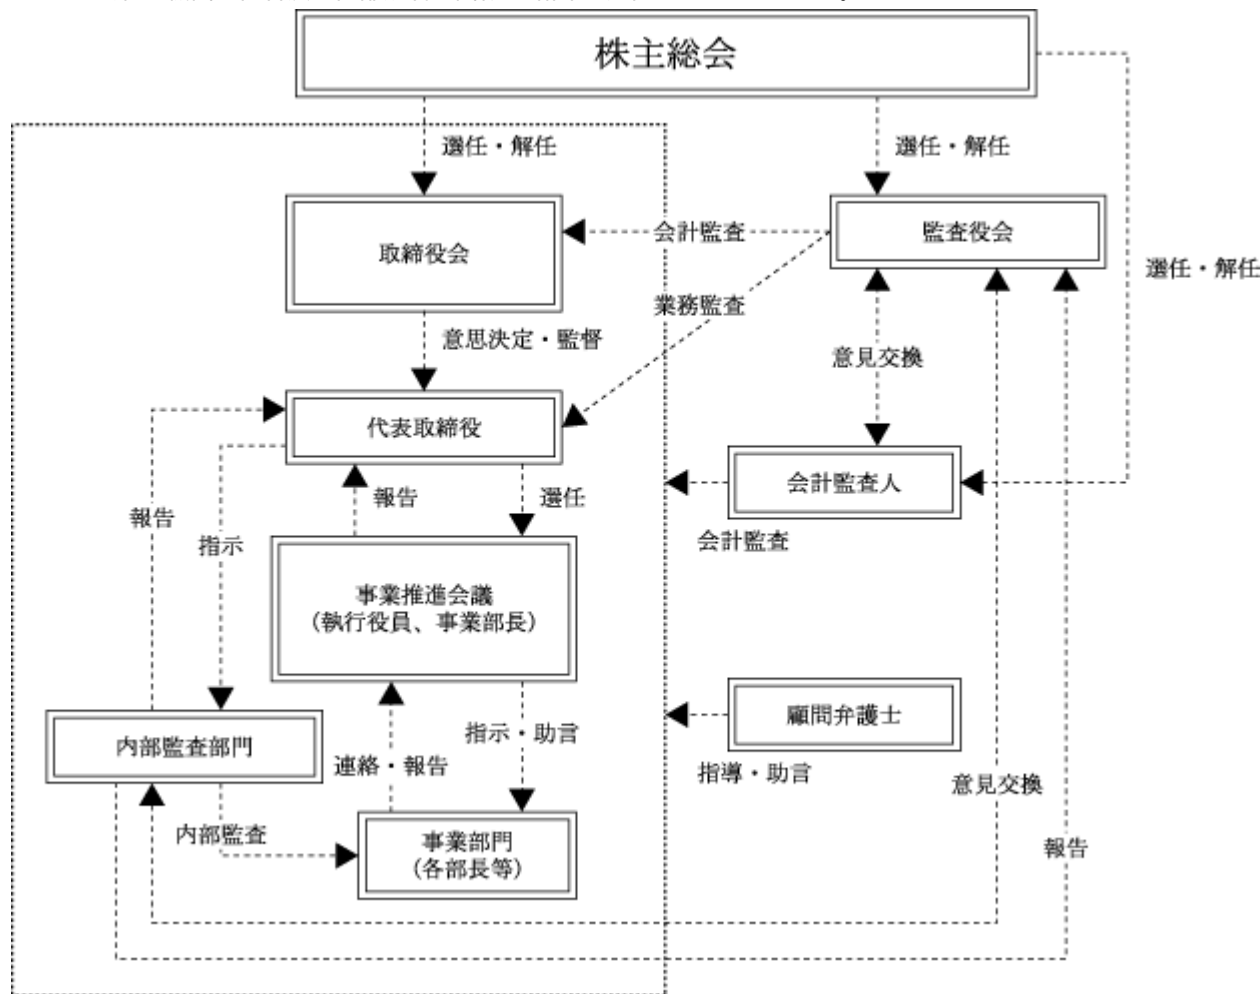 株主総会
選任・解任
選任・解任
取締役会
会計監査
監査役会
選任・解任
業務監査
意思決定・監督
意見交換
代表取締役
会計監査人
報告
選任
報告
指示
会計監査
事業推進会議
(執行役員、事業部長)
顧問弁護士
指示・助言
内部監査部門
連絡・報告
指導・助言
意見交換
内部監査
事業部門
(各部長等)
報告